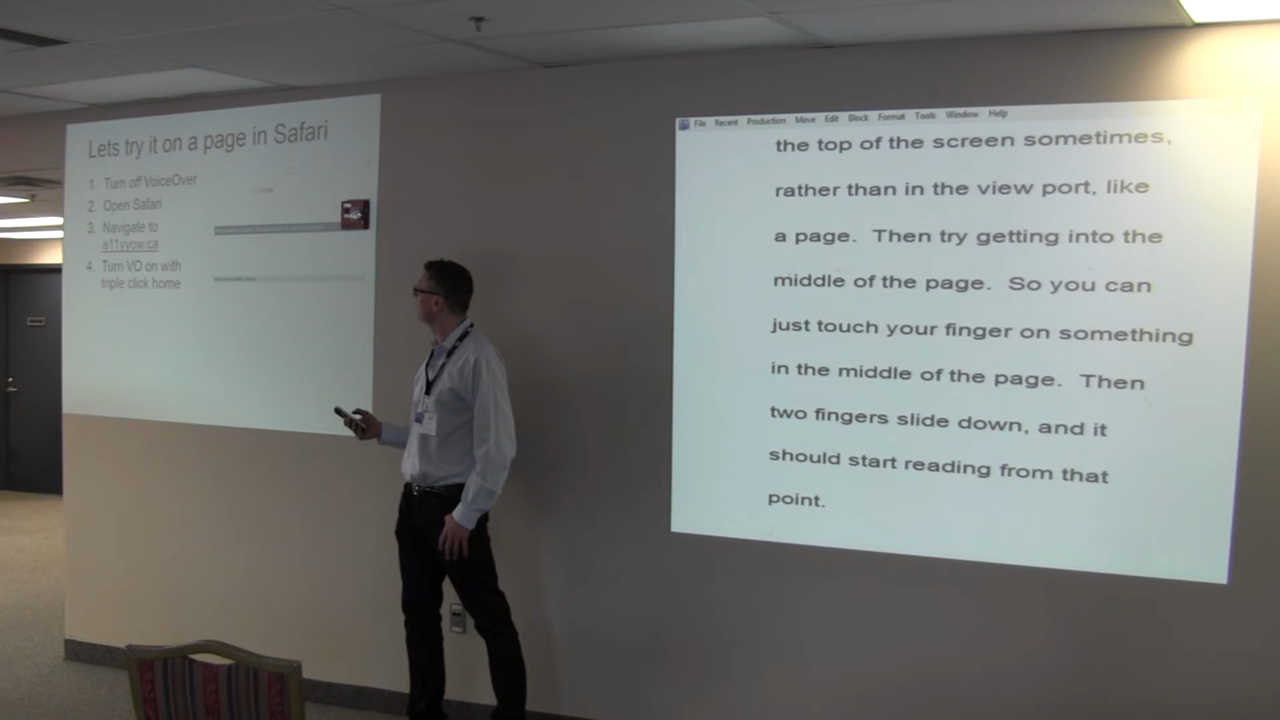 Lets try it on a page in Safari
1. Turn off VoiceOver
2. Open Safari
3. Navigate to
a11yyow.ca
4. Turn VO on with
triple click home
File Recent Production Move Edit Block Format Tools Window Help
the top of the screen sometimes,
rather than in the view port, like
a page. Then try getting into the
middle of the page. So you can
just touch your finger on something
in the middle of the page. Then
two fingers slide down, and it
should start reading from that
point.